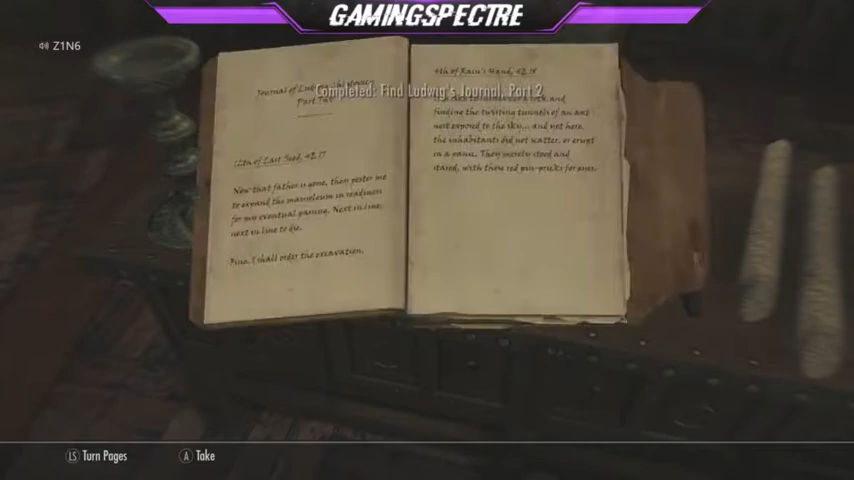 GAMINGSPECTRE
Z1N6
Completed: Find Ludwig's Journal, Part 2
Journal of
Part Two
12th of Last Seed, 4E 17
Now that father is gone, they pester me
to expand the mausoleum in readiness
for my eventual passing. Next in line,
next in line to die.
Fine. I shall order the excavation.
4th of Rain's Hand, 4E 18
and
finding the twisting tunnels of an ant
nest exposed to the sky... and yet here,
the inhabitants did not scatter, or erupt
in a panic. They merely stood and
stared, with those red pin-pricks for eyes.
LS Turn Pages
A Take